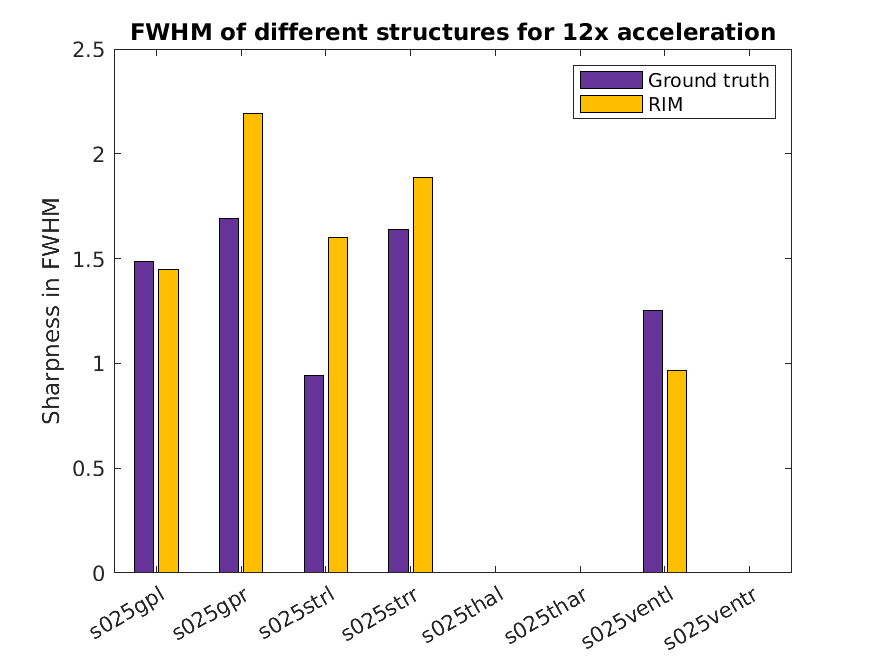 FWHM of different structures for 12x acceleration
2.5
2
1.5
1
0.5
0
Sharpness in FWHM
Ground truth
RIM
s025gpl
s025gpr
s025strl
s025strr
s025thal
s025thar
s025ventl
s025ventr